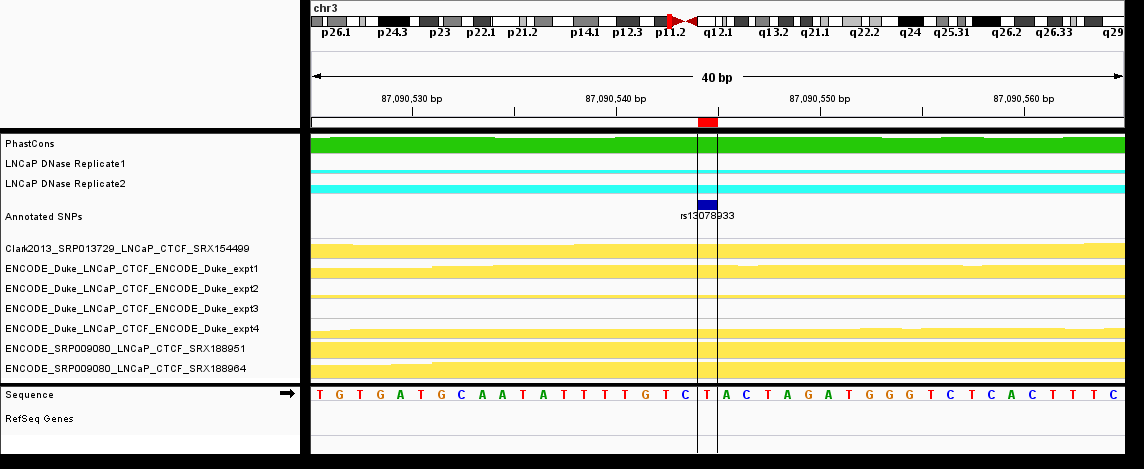 chr3
p26.1 p24.3 p23 p22.1 p21.2 p14.1 p12.3 p11.2 q12.1 q13.2 q21.1 q22.2 q24 q25.31 q26.2 q26.33 q29
40 bp
87,090,530 bp 87,090,540 bp 87,090,550 bp 87,090,560 bp
PhastCons
LNCaP DNase Replicate1
LNCaP DNase Replicate2
Annotated SNPs
rs13078933
Clark2013_SRP013729_LNCaP_CTCF_SRX154499
ENCODE_Duke_LNCaP_CTCF_ENCODE_Duke_expt1
ENCODE_Duke_LNCaP_CTCF_ENCODE_Duke_expt2
ENCODE_Duke_LNCaP_CTCF_ENCODE_Duke_expt3
ENCODE_Duke_LNCaP_CTCF_ENCODE_Duke_expt4
ENCODE_SRP009080_LNCaP_CTCF_SRX188951
ENCODE_SRP009080_LNCaP_CTCF_SRX188964
Sequence T G T G A T G C A A T A T T T T G T C T A C T A G A T G G G T C T C A C T T T C
RefSeq Genes